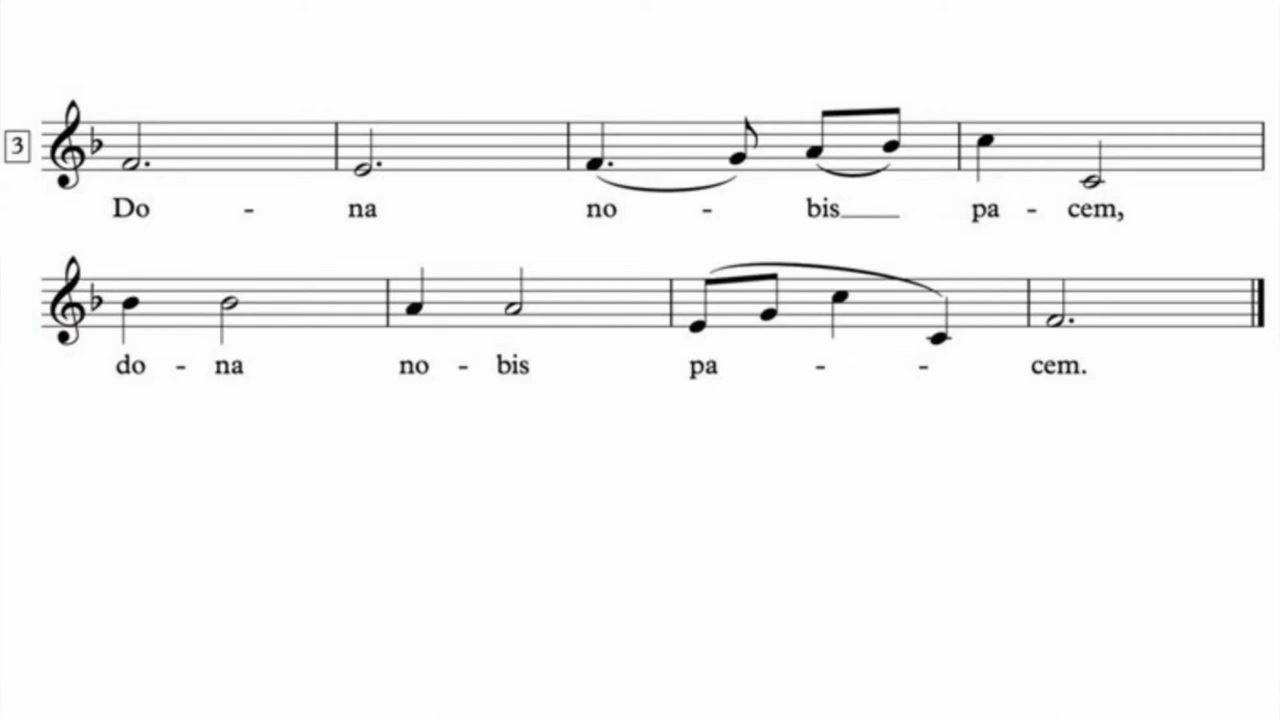 3
Do - na no - bis pa - cem,
do - na no - bis pa - - cem.